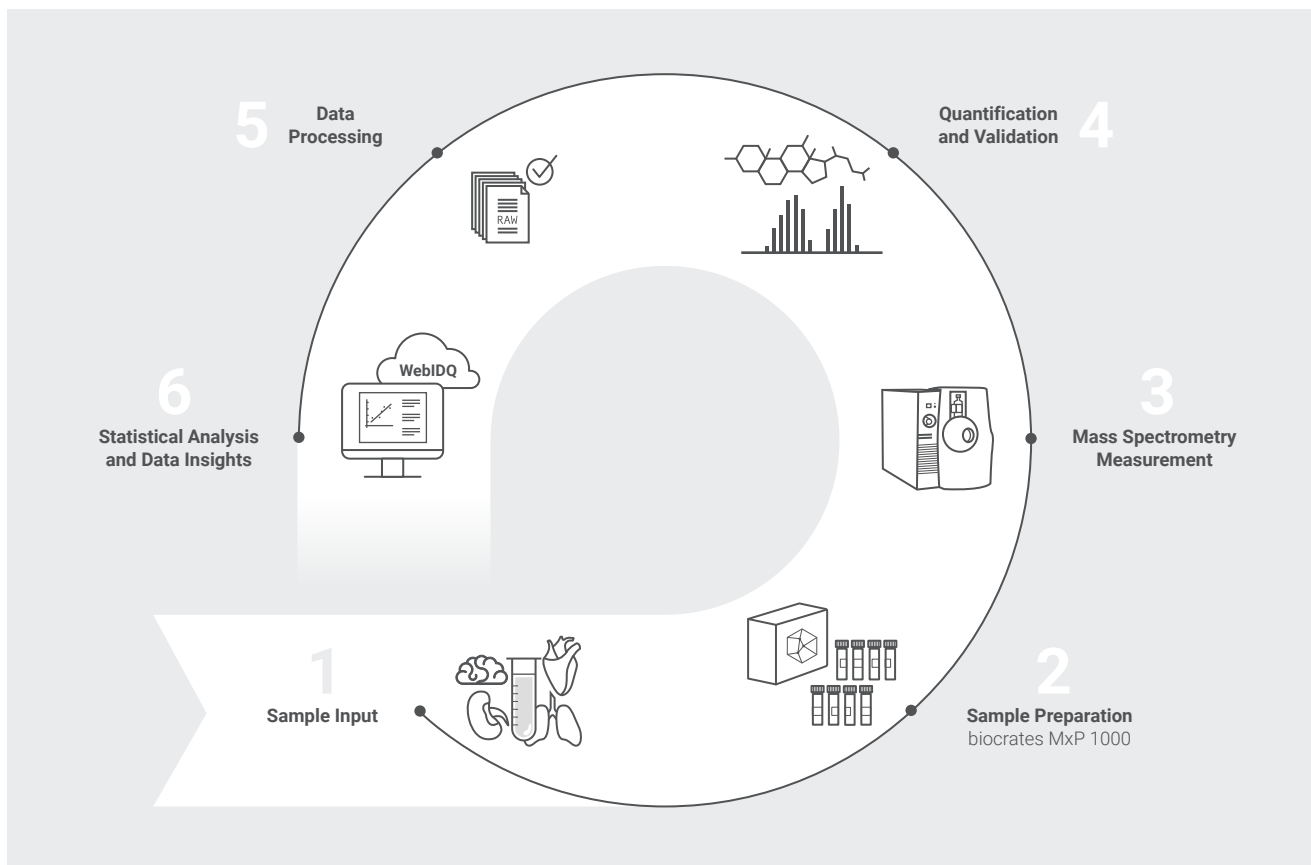 1
Sample Input
2
Sample Preparation
biocrates MxP 1000
3
Mass Spectrometry
Measurement
4
Quantification
and Validation
5
Data
Processing
RAW
6
Statistical Analysis
and Data Insights
WebIDQ